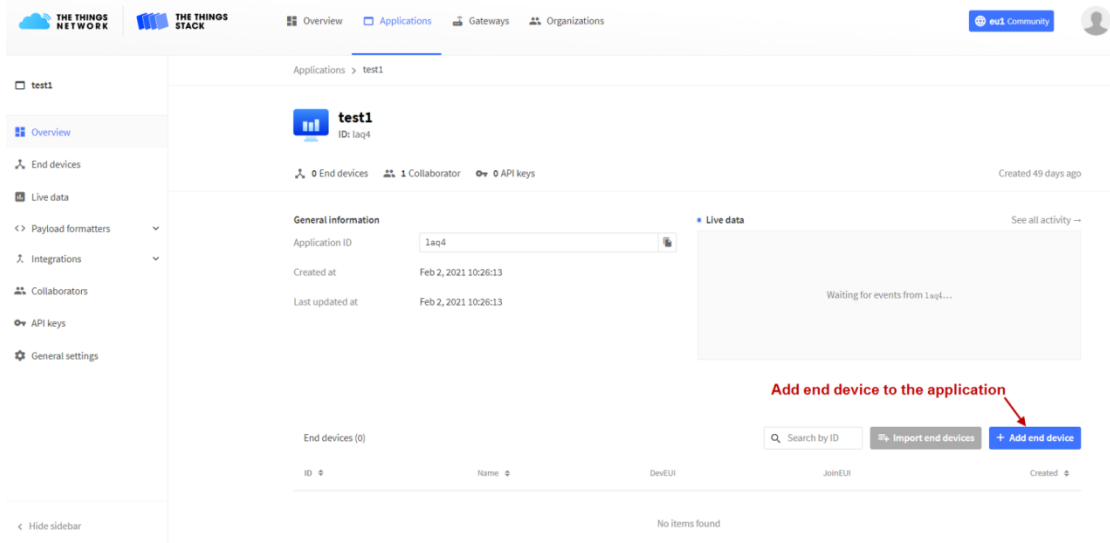 THE THINGS NETWORK
THE THINGS STACK
Overview
Applications
Gateways
Organizations
eu1 Community
test1
Overview
End devices
Live data
<> Payload formatters
Integrations
Collaborators
API keys
General settings
< Hide sidebar
Applications > test1
test1
ID: laq4
0 End devices
1 Collaborator
0 API keys
Created 49 days ago
General information
Application ID
laq4
Created at
Feb 2, 2021 10:26:13
Last updated at
Feb 2, 2021 10:26:13
Live data
See all activity →
Waiting for events from laq4...
Add end device to the application
End devices (0)
Search by ID
Import end devices
+ Add end device
ID
Name
DevEUI
JoinEUI
Created
No items found